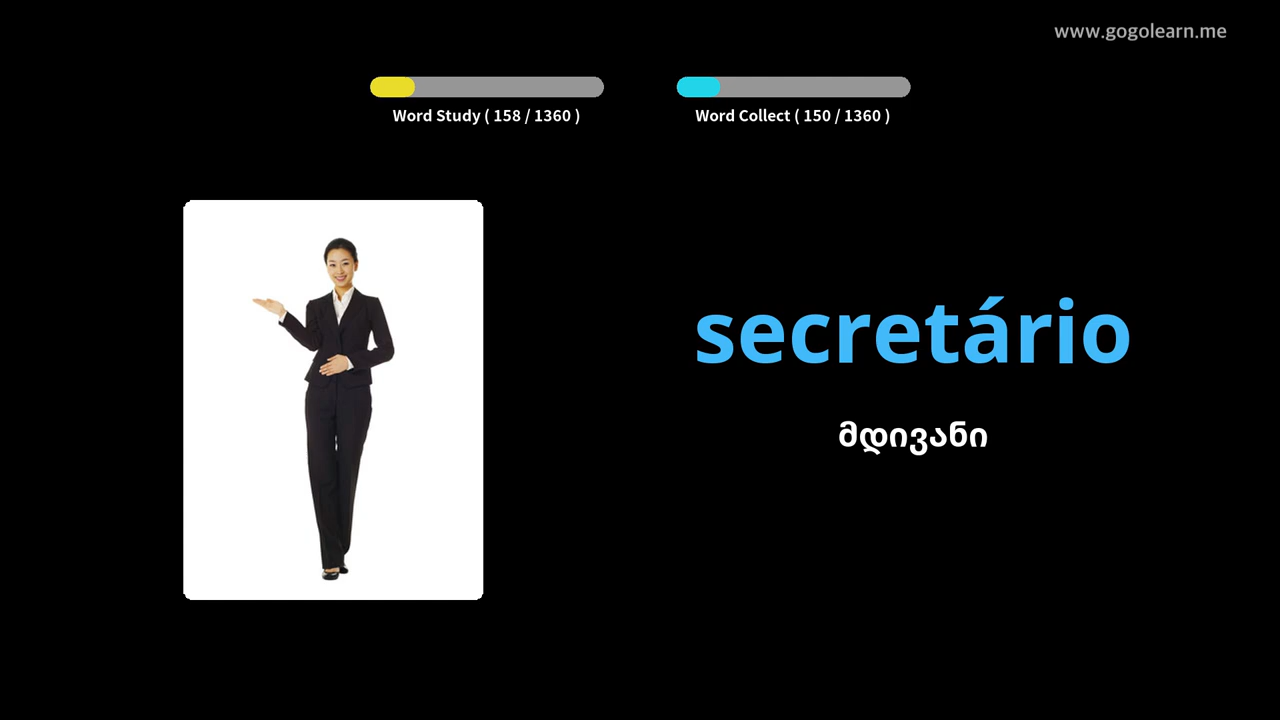 www.gogolearn.me
Word Study ( 158 / 1360 )
Word Collect ( 150 / 1360 )
secretário
მდივანი